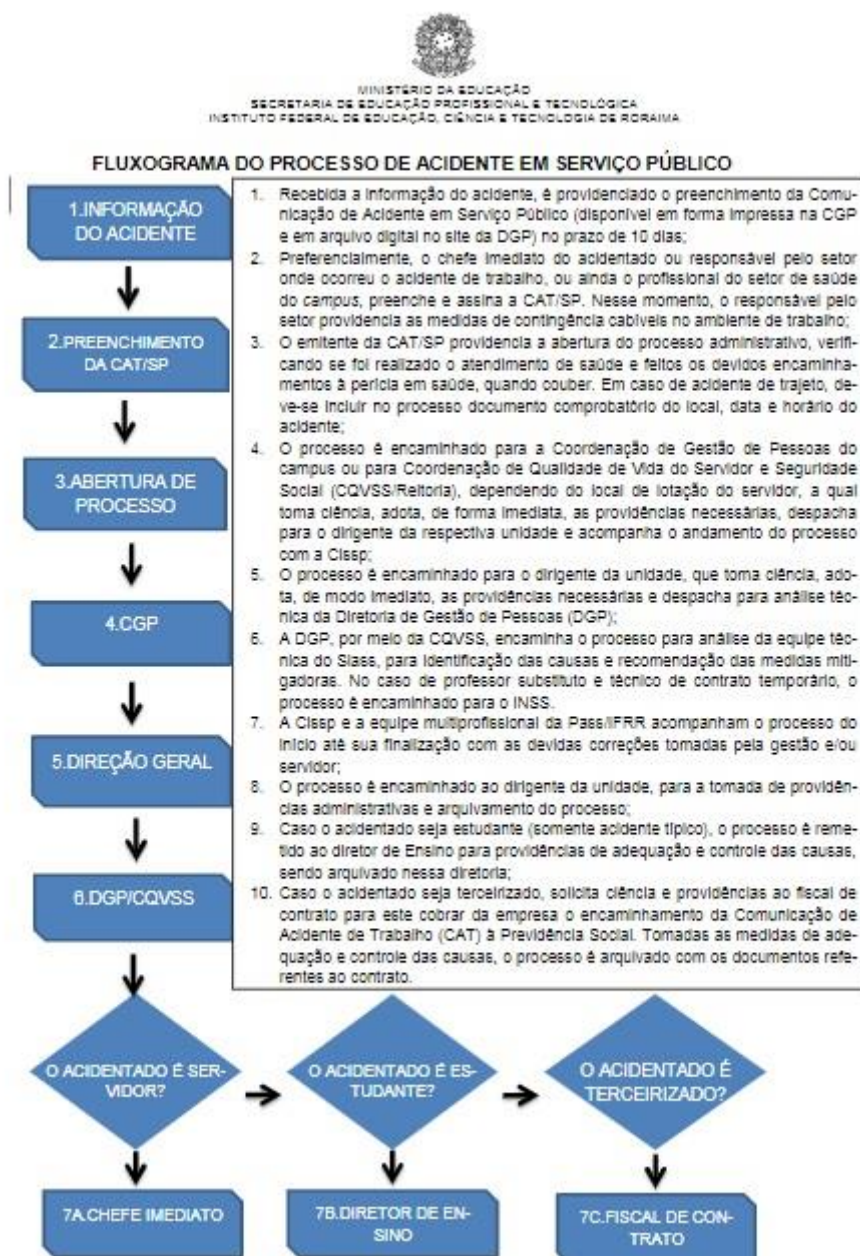 MINISTÉRIO DA EDUCAÇÃO
SECRETARIA DE EDUCAÇÃO PROFISSIONAL E TECNOLÓGICA
INSTITUTO FEDERAL DE EDUCAÇÃO, CIÊNCIA E TECNOLOGIA DE RORAIMA
FLUXOGRAMA DO PROCESSO DE ACIDENTE EM SERVIÇO PÚBLICO
1.INFORMAÇÃO
DO ACIDENTE
2.PREENCHIMENTO
DA CAT/SP
3.ABERTURA DE
PROCESSO
4.CGP
5.DIREÇÃO GERAL
6.DGP/CQVSS
1. Recebida a informação do acidente, é providenciado o preenchimento da Comu-
nicação de Acidente em Serviço Público (disponível em forma impressa na CGP
e em arquivo digital no site da DGP) no prazo de 10 dias;
2. Preferencialmente, o chefe imediato do acidentado ou responsável pelo setor
onde ocorreu o acidente de trabalho, ou ainda o profissional do setor de saúde
do campus, preenche e assina a CAT/SP. Nesse momento, o responsável pelo
setor providencia as medidas de contingência cabíveis no ambiente de trabalho;
3. O emitente da CAT/SP providencia a abertura do processo administrativo, verifi-
cando se foi realizado o atendimento de saúde e feitos os devidos encaminha-
mentos à perícia em saúde, quando couber. Em caso de acidente de trajeto, de-
ve-se incluir no processo documento comprobatório do local, data e horário do
acidente;
4. O processo é encaminhado para a Coordenação de Gestão de Pessoas do
campus ou para Coordenação de Qualidade de Vida do Servidor e Seguridade
Social (CQVSS/Reitoria), dependendo do local de lotação do servidor, a qual
toma ciência, adota, de forma imediata, as providências necessárias, despacha
para o dirigente da respectiva unidade e acompanha o andamento do processo
com a Cissp;
5. O processo é encaminhado para o dirigente da unidade, que toma ciência, ado-
ta, de modo imediato, as providências necessárias e despacha para análise téc-
nica da Diretoria de Gestão de Pessoas (DGP);
6. A DGP, por meio da CQVSS, encaminha o processo para análise da equipe téc-
nica do Siass, para identificação das causas e recomendação das medidas miti-
gadoras. No caso de professor substituto e técnico de contrato temporário, o
processo é encaminhado para o INSS.
7. A Cissp e a equipe multiprofissional da Pass/IFRR acompanham o processo do
início até sua finalização com as devidas correções tomadas pela gestão e/ou
servidor;
8. O processo é encaminhado ao dirigente da unidade, para a tomada de providên-
cias administrativas e arquivamento do processo;
9. Caso o acidentado seja estudante (somente acidente típico), o processo é reme-
tido ao diretor de Ensino para providências de adequação e controle das causas,
sendo arquivado nessa diretoria;
10. Caso o acidentado seja terceirizado, solicita ciência e providências ao fiscal de
contrato para este cobrar da empresa o encaminhamento da Comunicação de
Acidente de Trabalho (CAT) à Previdência Social. Tomadas as medidas de ade-
quação e controle das causas, o processo é arquivado com os documentos refe-
rentes ao contrato.
O ACIDENTADO É SER-
VIDOR?
O ACIDENTADO É ES-
TUDANTE?
O ACIDENTADO É
TERCEIRIZADO?
7A.CHEFE IMEDIATO
7B.DIRETOR DE EN-
SINO
7C.FISCAL DE CON-
TRATO